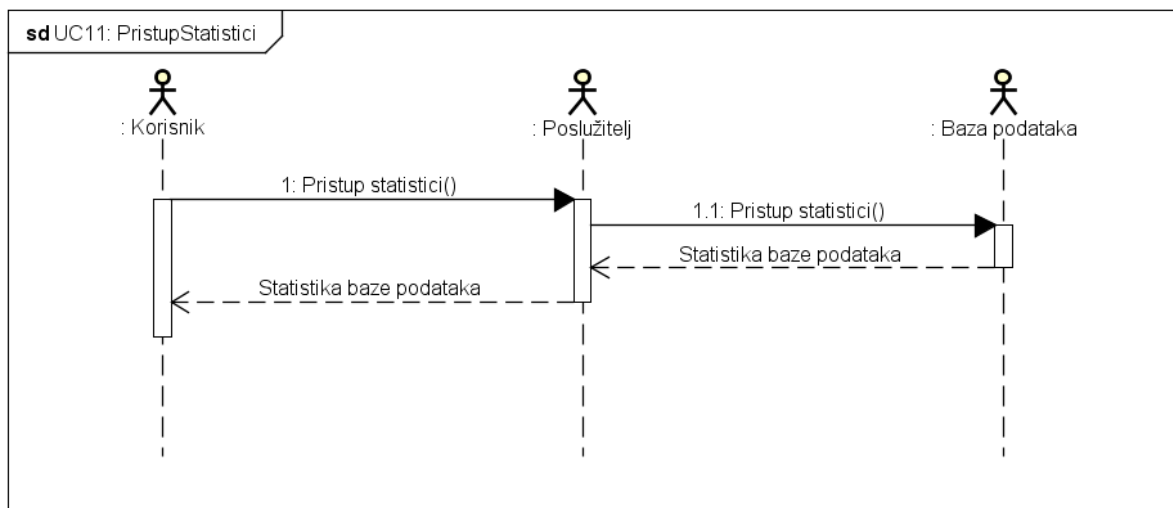 sd UC11: PristupStatistici
: Korisnik
: Poslužitelj
: Baza podataka
1: Pristup statistici()
1.1: Pristup statistici()
Statistika baze podataka
Statistika baze podataka